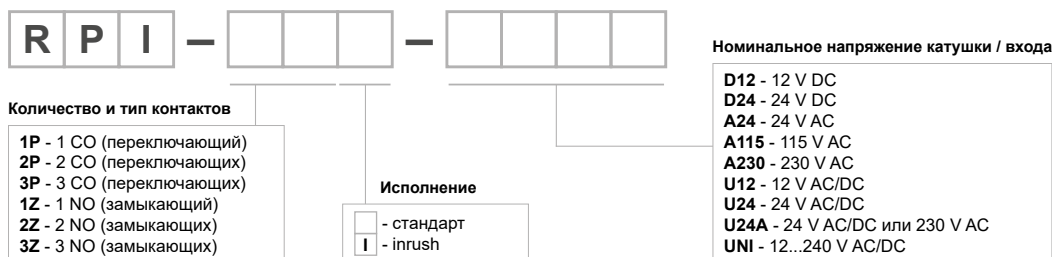 RPI – –
Номинальное напряжение катушки / входа
D12 - 12 V DC
D24 - 24 V DC
A24 - 24 V AC
A115 - 115 V AC
A230 - 230 V AC
U12 - 12 V AC/DC
U24 - 24 V AC/DC
U24A - 24 V AC/DC или 230 V AC
UNI - 12...240 V AC/DC
Количество и тип контактов
1P - 1 CO (переключающий)
2P - 2 CO (переключающих)
3P - 3 CO (переключающих)
1Z - 1 NO (замыкающий)
2Z - 2 NO (замыкающих)
3Z - 3 NO (замыкающих)
Исполнение
- стандарт
I - inrush